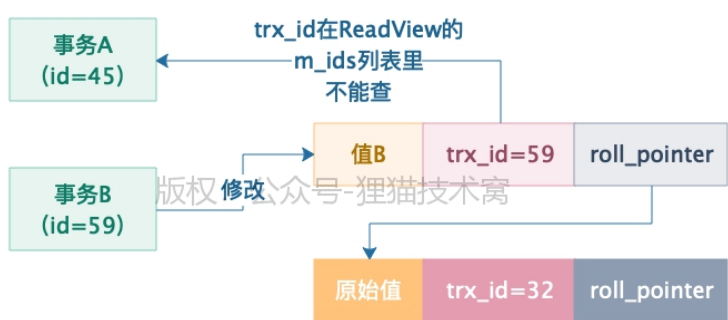 事务A
(id=45)
trx_id在ReadView的
m_ids列表里
不能查
值B
trx_id=59
roll_pointer
事务B
(id=59)
修改
版权 公众号-狸猫技术窝
原始值
trx_id=32
roll_pointer